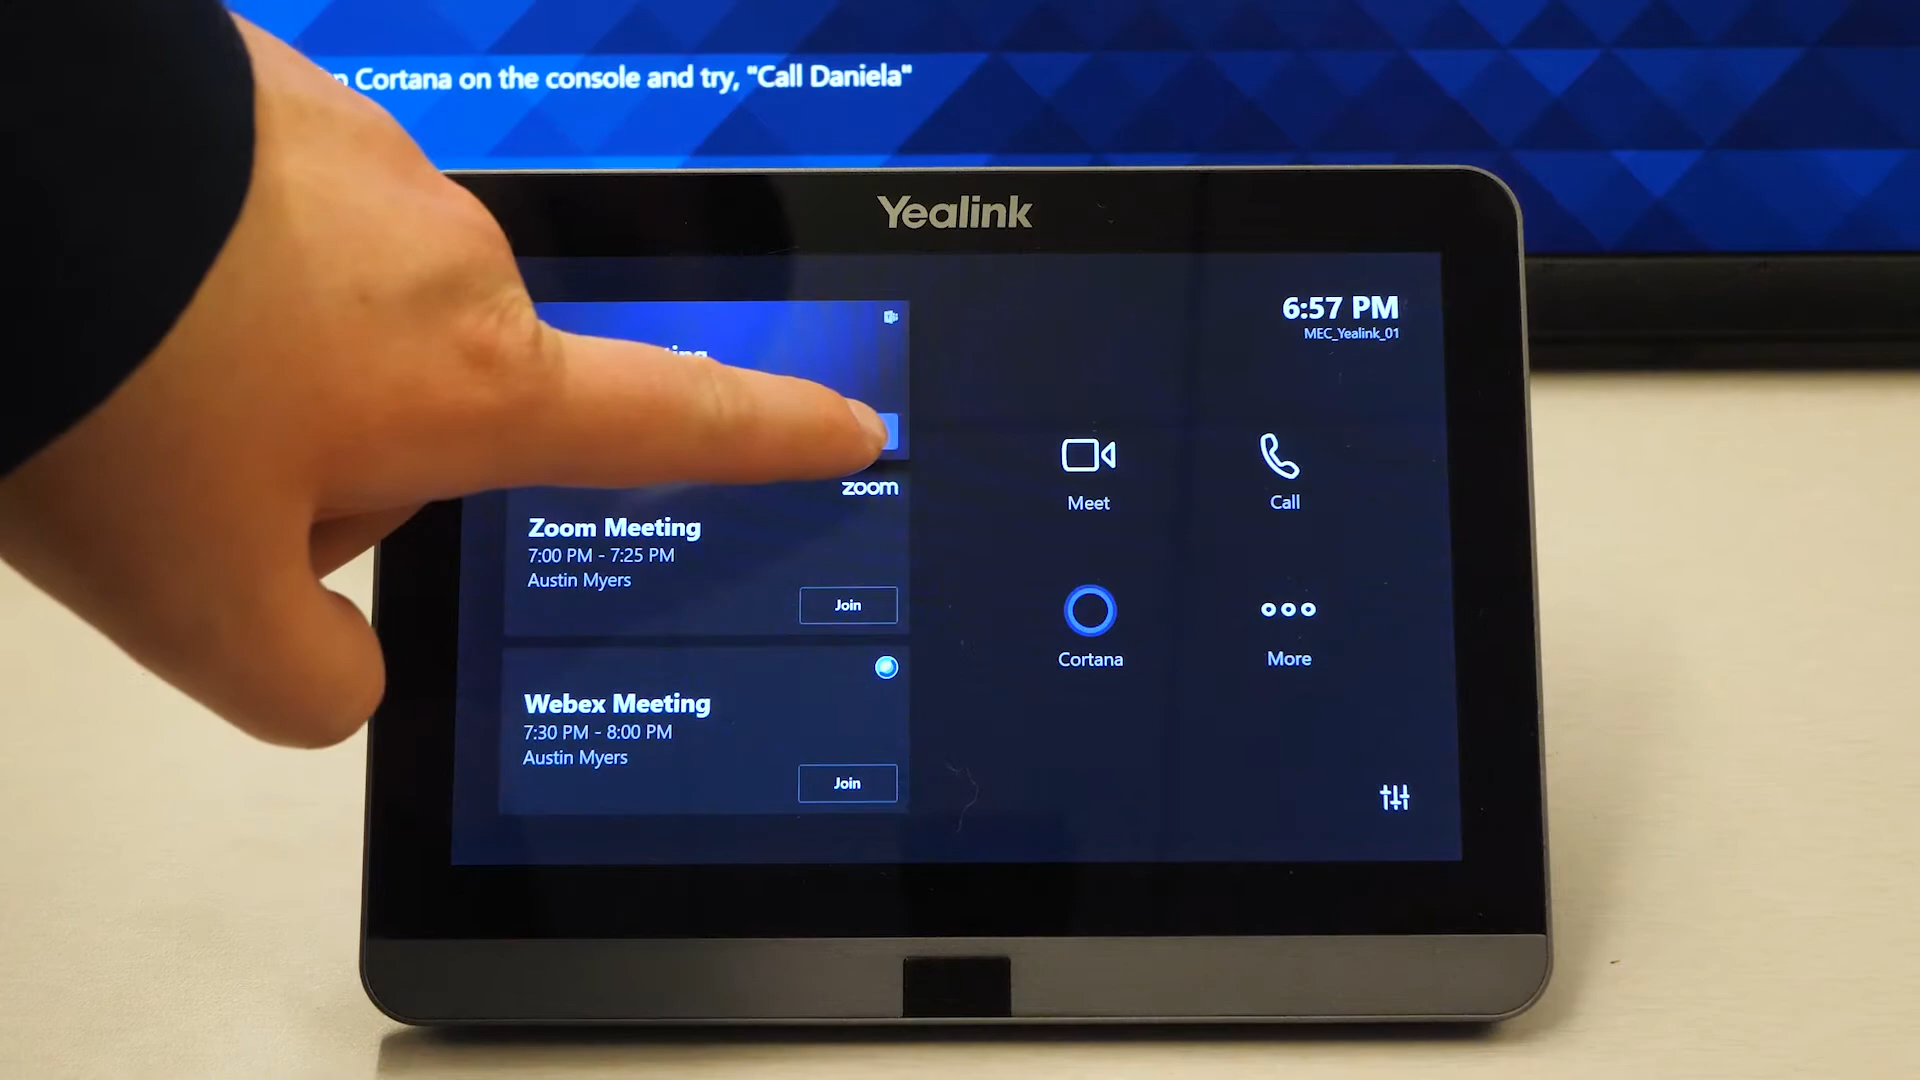 Cortana on the console and try, "Call Daniela"
Yealink
6:57 PM
MEC_Yealink_01
zoom
Zoom Meeting
7:00 PM - 7:25 PM
Austin Myers
Join
Webex Meeting
7:30 PM - 8:00 PM
Austin Myers
Join
Meet
Call
Cortana
More